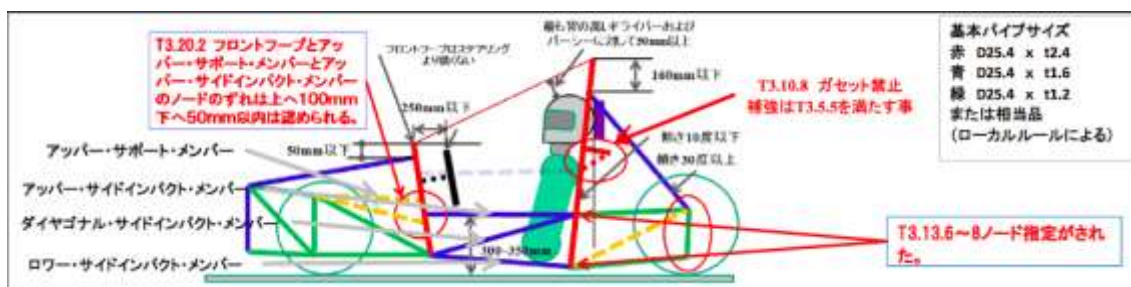 T3.20.2 フロントフープとアッ
パー・サポート・メンバーとアッ
パー・サイドインパクト・メンバー
のノードのずれは上へ100mm
下へ50mm以内は認められる。
フロントフープはステアリング
より低くない
最も背の高いドライバーおよび
パーシーに対して50mm以上
250mm以下
160mm以下
50mm以下
T3.10.8 ガセット禁止
補強はT3.5.5を満たす事
傾き10度以下
傾き30度以上
基本パイプサイズ
赤 D25.4 x t2.4
青 D25.4 x t1.6
緑 D25.4 x t1.2
または相当品
(ローカルルールによる)
アッパー・サポート・メンバー
アッパー・サイドインパクト・メンバー
ダイヤゴナル・サイドインパクト・メンバー
ロワー・サイドインパクト・メンバー
300-350mm
T3.13.6~8ノード指定がされ
た。